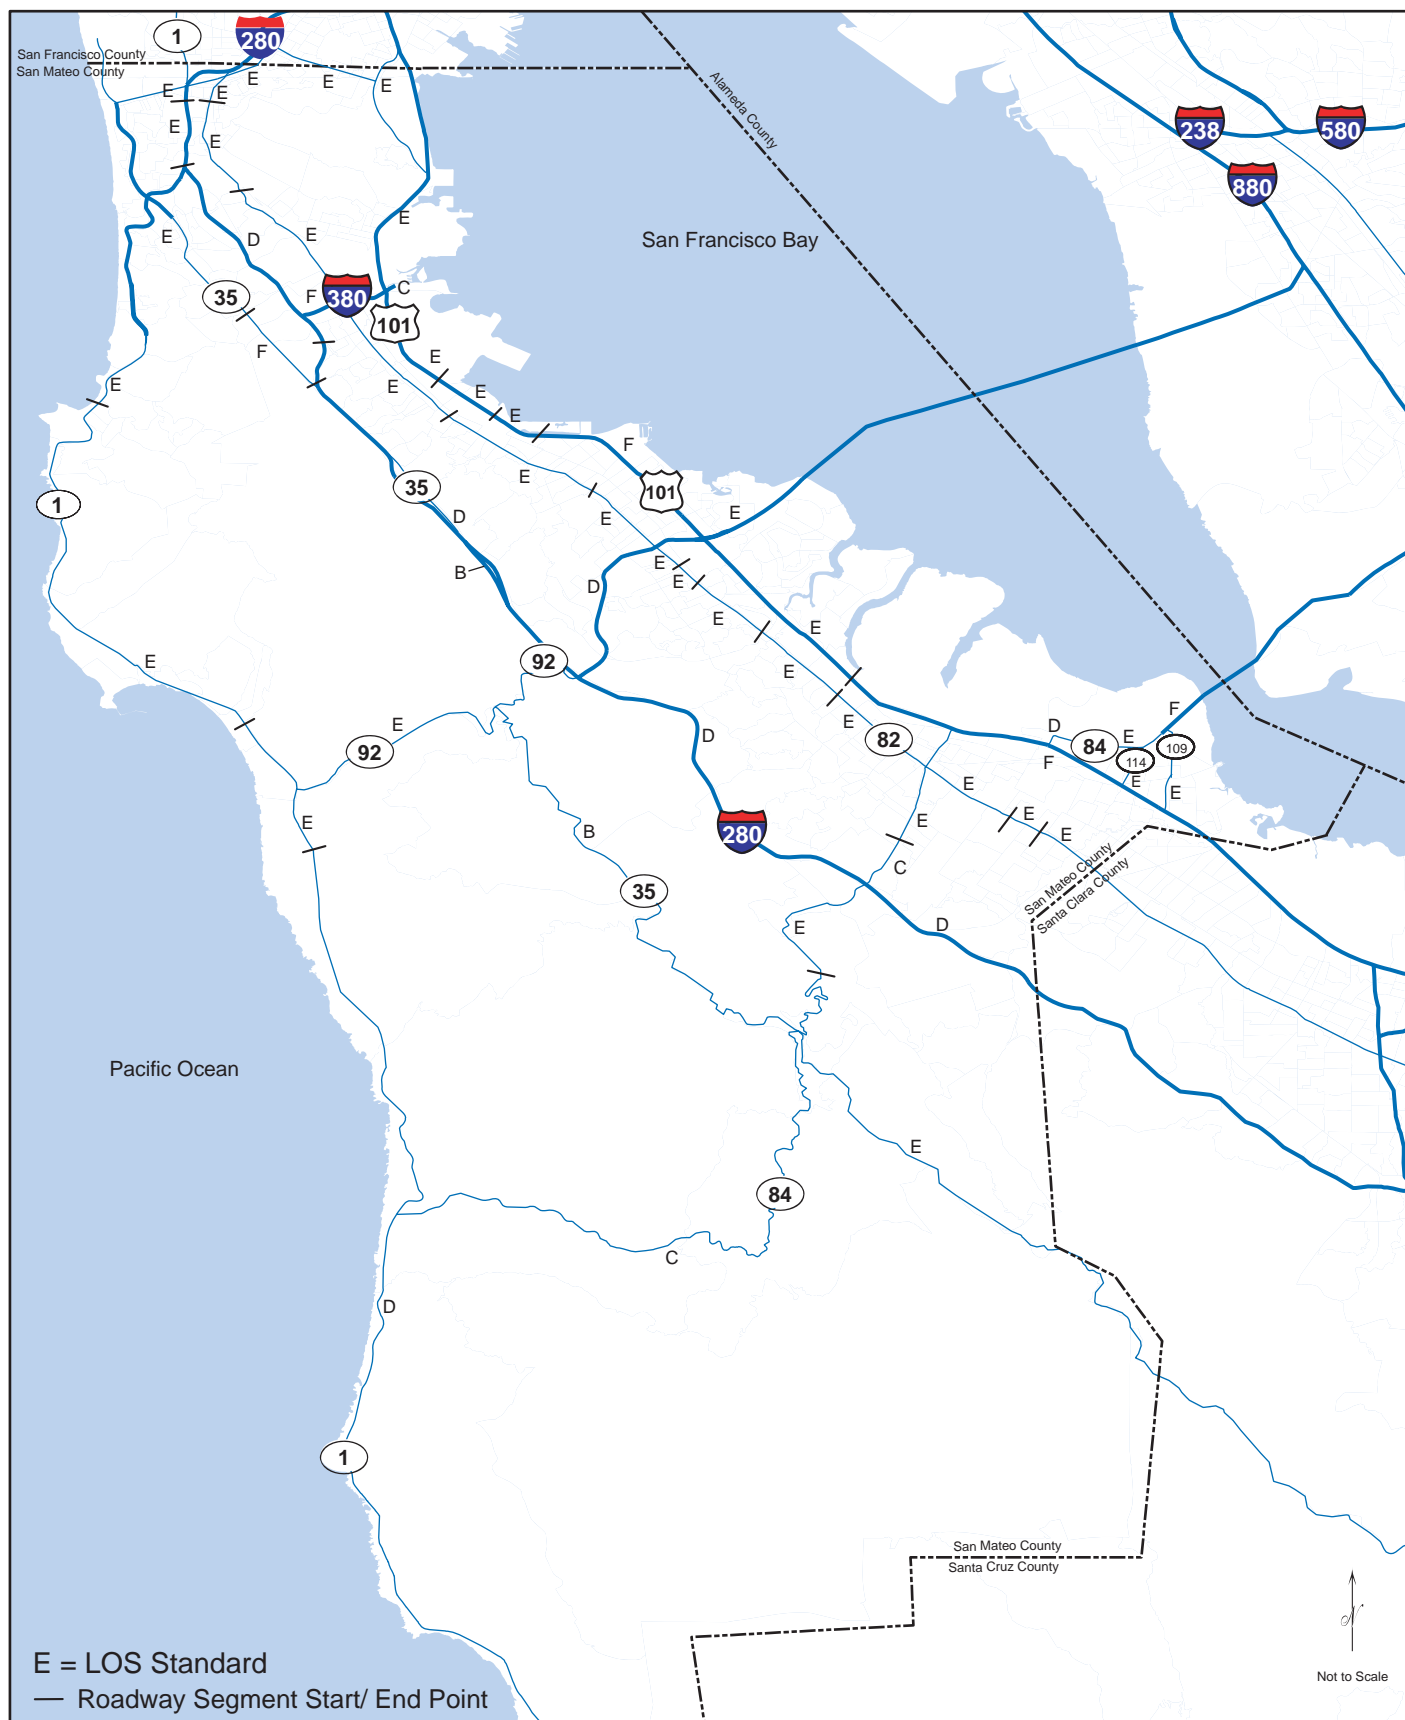 1
280
San Francisco County
San Mateo County
E
E
E
E
E
E
E
E
Alameda County
238
580
880
E
E
E
D
E
San Francisco Bay
35
F
380
C
101
F
E
E
E
E
E
E
F
E
1
35
101
D
E
E
B
E
E
D
E
E
E
92
E
E
92
E
E
82
D
D
F
84
E
109
114
F
E
E
280
E
E
E
E
E
B
C
San Mateo County
Santa Clara County
35
E
D
Pacific Ocean
E
84
C
D
1
San Mateo County
Santa Cruz County
N
Not to Scale
E = LOS Standard
— Roadway Segment Start/ End Point